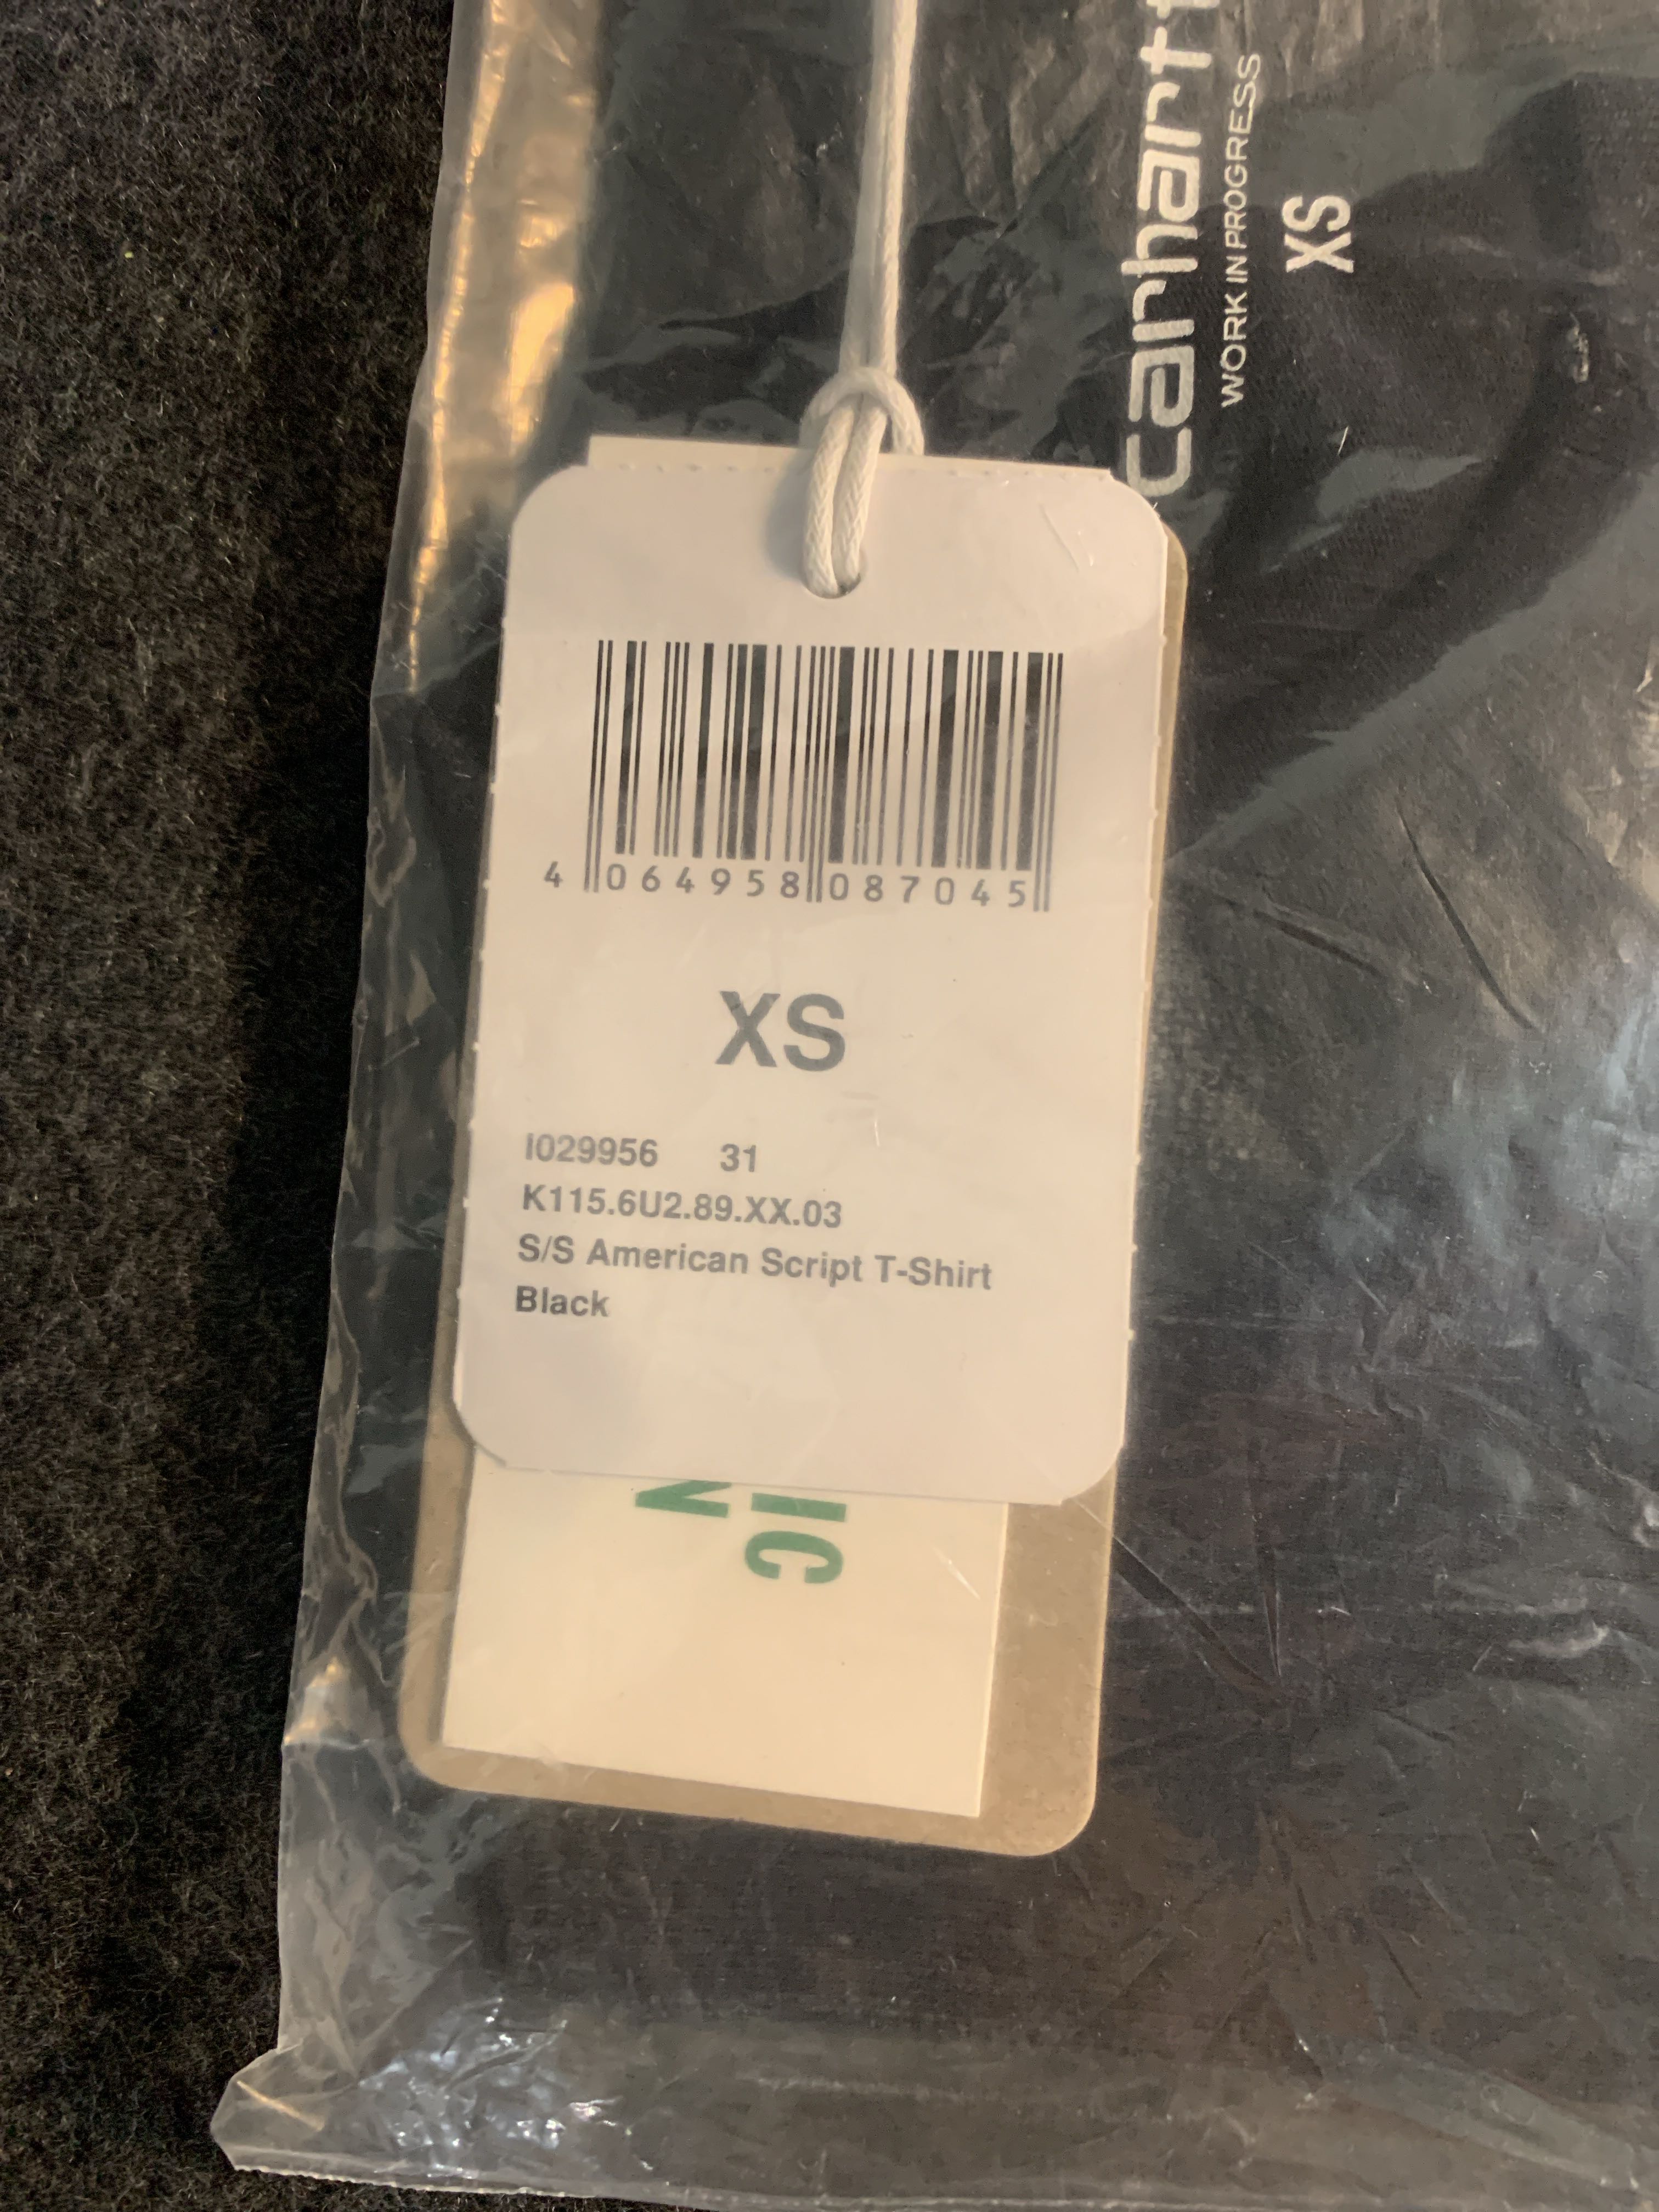 carhartt
WORK IN PROGRESS
XS
4 064958 087045
XS
I029956 31
K115.6U2.89.XX.03
S/S American Script T-Shirt
Black